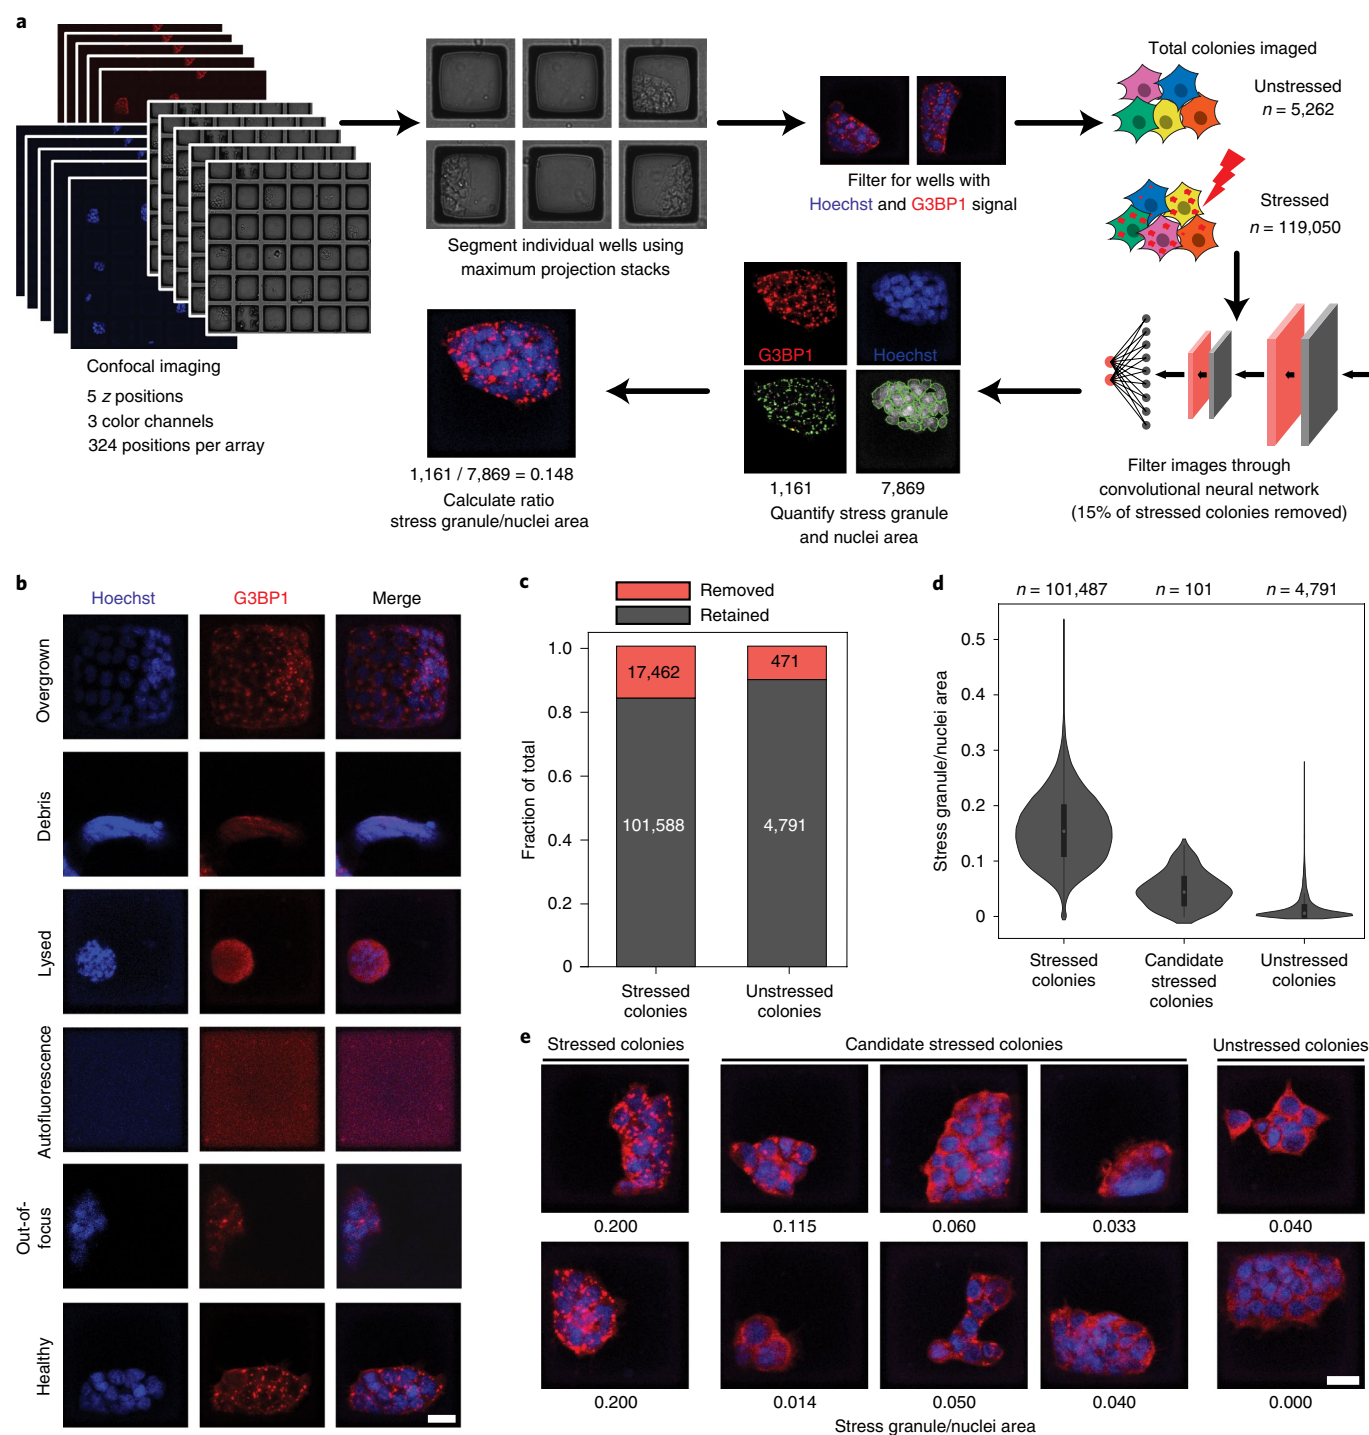 a
Total colonies imaged
Unstressed
n = 5,262
Stressed
n = 119,050
Confocal imaging
5 z positions
3 color channels
324 positions per array
Segment individual wells using
maximum projection stacks
Filter for wells with
Hoechst and G3BP1 signal
Filter images through
convolutional neural network
(15% of stressed colonies removed)
G3BP1
Hoechst
1,161
7,869
Quantify stress granule
and nuclei area
1,161 / 7,869 = 0.148
Calculate ratio
stress granule/nuclei area
b
Hoechst
G3BP1
Merge
Overgrown
Debris
Lysed
Autofluorescence
Out-of-
focus
Healthy
c
Removed
Retained
Fraction of total
1.0
0.8
0.6
0.4
0.2
0
17,462
471
101,588
4,791
Stressed
colonies
Unstressed
colonies
d
n = 101,487
n = 101
n = 4,791
Stress granule/nuclei area
0.5
0.4
0.3
0.2
0.1
0
Stressed
colonies
Candidate
stressed
colonies
Unstressed
colonies
e
Stressed colonies
Candidate stressed colonies
Unstressed colonies
0.200
0.115
0.060
0.033
0.040
0.200
0.014
0.050
0.040
0.000
Stress granule/nuclei area